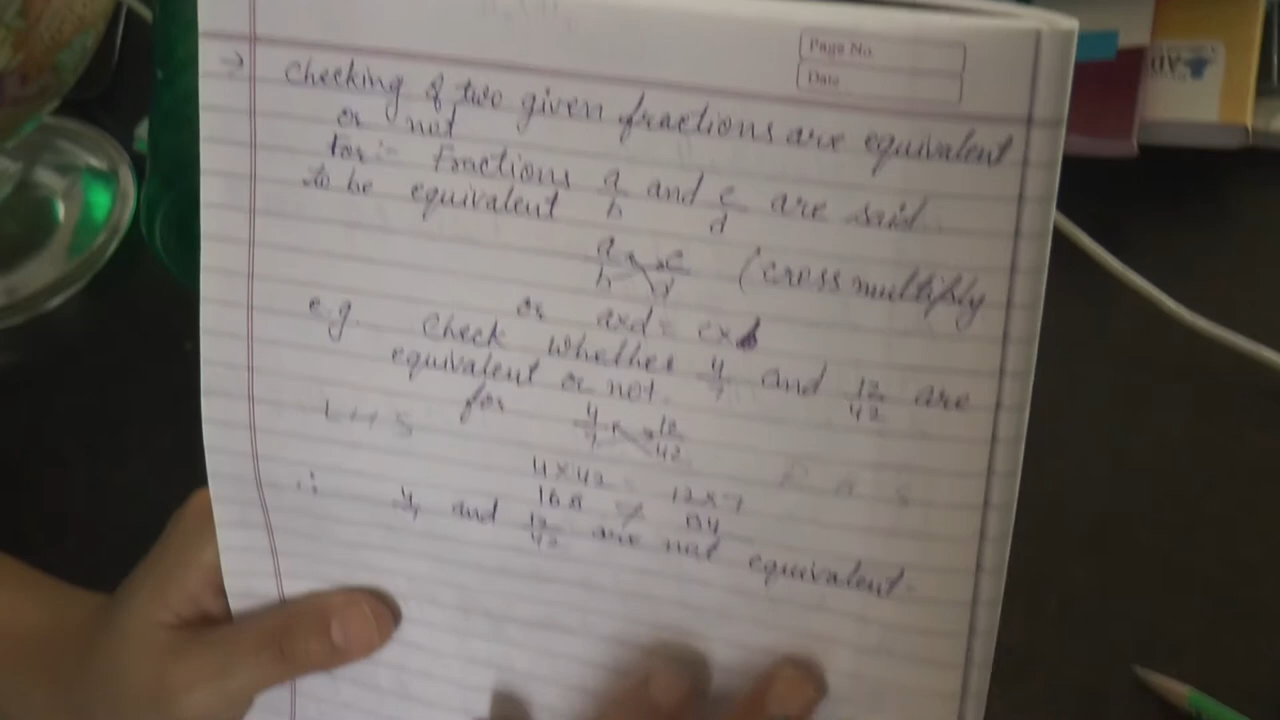 Page No.
Date
→ Checking of two given fractions are equivalent
or not
for:- Fractions a/b and c/d are said
to be equivalent
a/b c/d (cross multiply
or a×d = c×b
e.g. Check whether 4/7 and 12/42 are
equivalent or not.
for 4/7 12/42
LHS RHS
4×42 = 12×7
168 ≠ 84
∴ 4/7 and 12/42 are not equivalent.